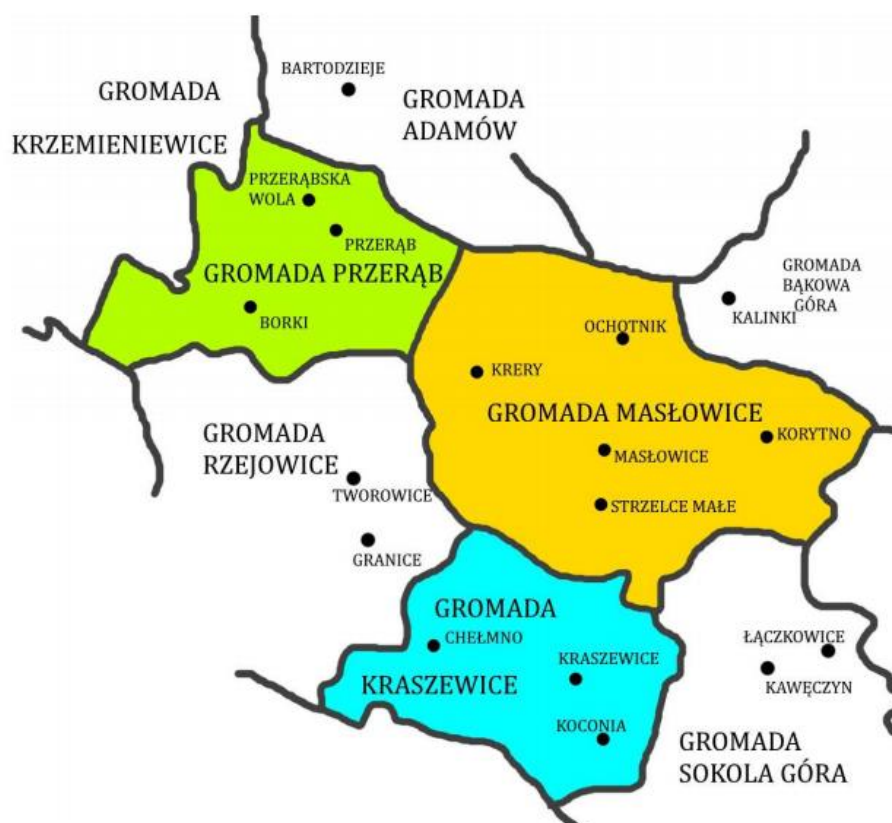 BARTODZIEJE
GROMADA
KRZEMIENIEWICE
GROMADA
ADAMÓW
PRZERĄBSKA
WOLA
PRZERĄB
GROMADA PRZERĄB
BORKI
GROMADA
BĄKOWA
GÓRA
KALINKI
OCHOTNIK
KRERY
GROMADA MASŁOWICE
KORYTNO
MASŁOWICE
STRZELCE MAŁE
GROMADA
RZEJOWICE
TWOROWICE
GRANICE
GROMADA
CHEŁMNO
KRASZEWICE
KRASZEWICE
KOCONIA
ŁĄCZKOWICE
KAWĘCZYN
GROMADA
SOKOLA GÓRA